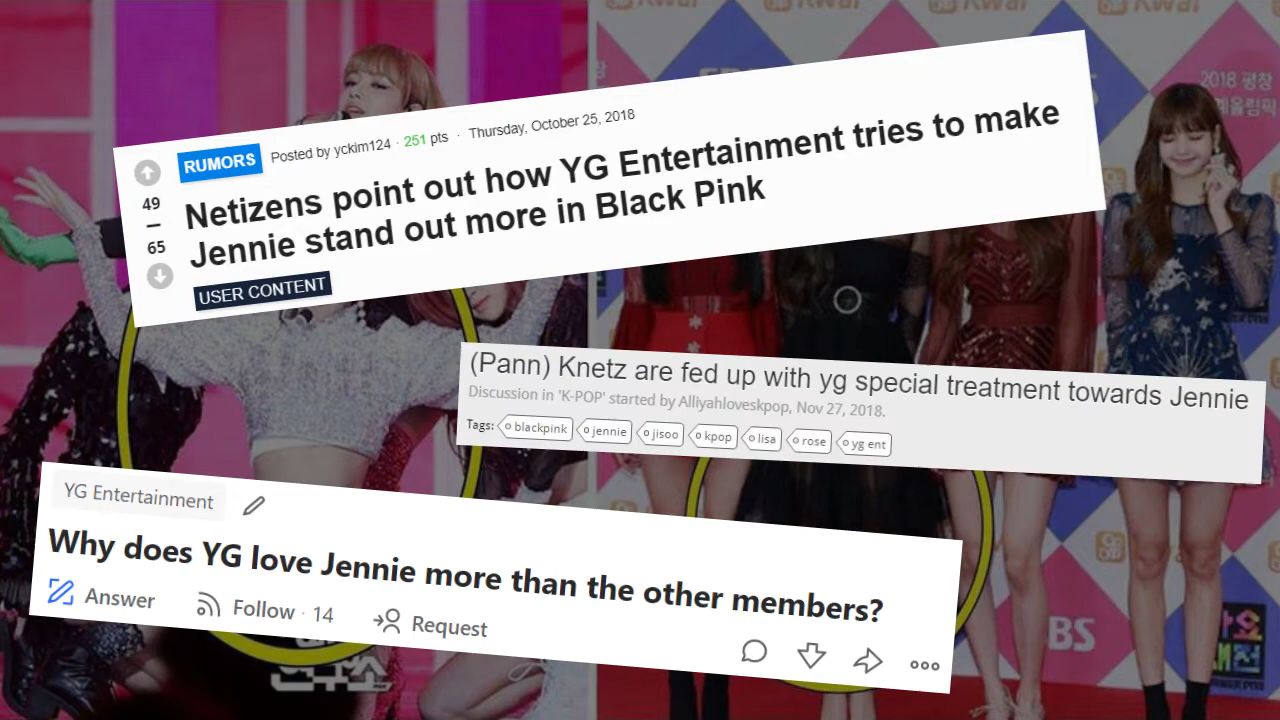 RUMORS Posted by yckim124 · 251 pts · Thursday, October 25, 2018
49
65
Netizens point out how YG Entertainment tries to make
Jennie stand out more in Black Pink
USER CONTENT
(Pann) Knetz are fed up with yg special treatment towards Jennie
Discussion in 'K-POP' started by Alliyahloveskpop, Nov 27, 2018.
Tags: blackpink jennie jisoo kpop lisa rose yg ent
YG Entertainment
Why does YG love Jennie more than the other members?
Answer Follow · 14 Request
Kwai
Kwai
Kwai
2018 평창